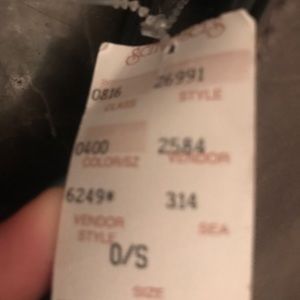 0816 26991
CLASS STYLE
0400 2584
COLOR/SZ VENDOR
6249* 314
VENDOR STYLE SEA
O/S
SIZE